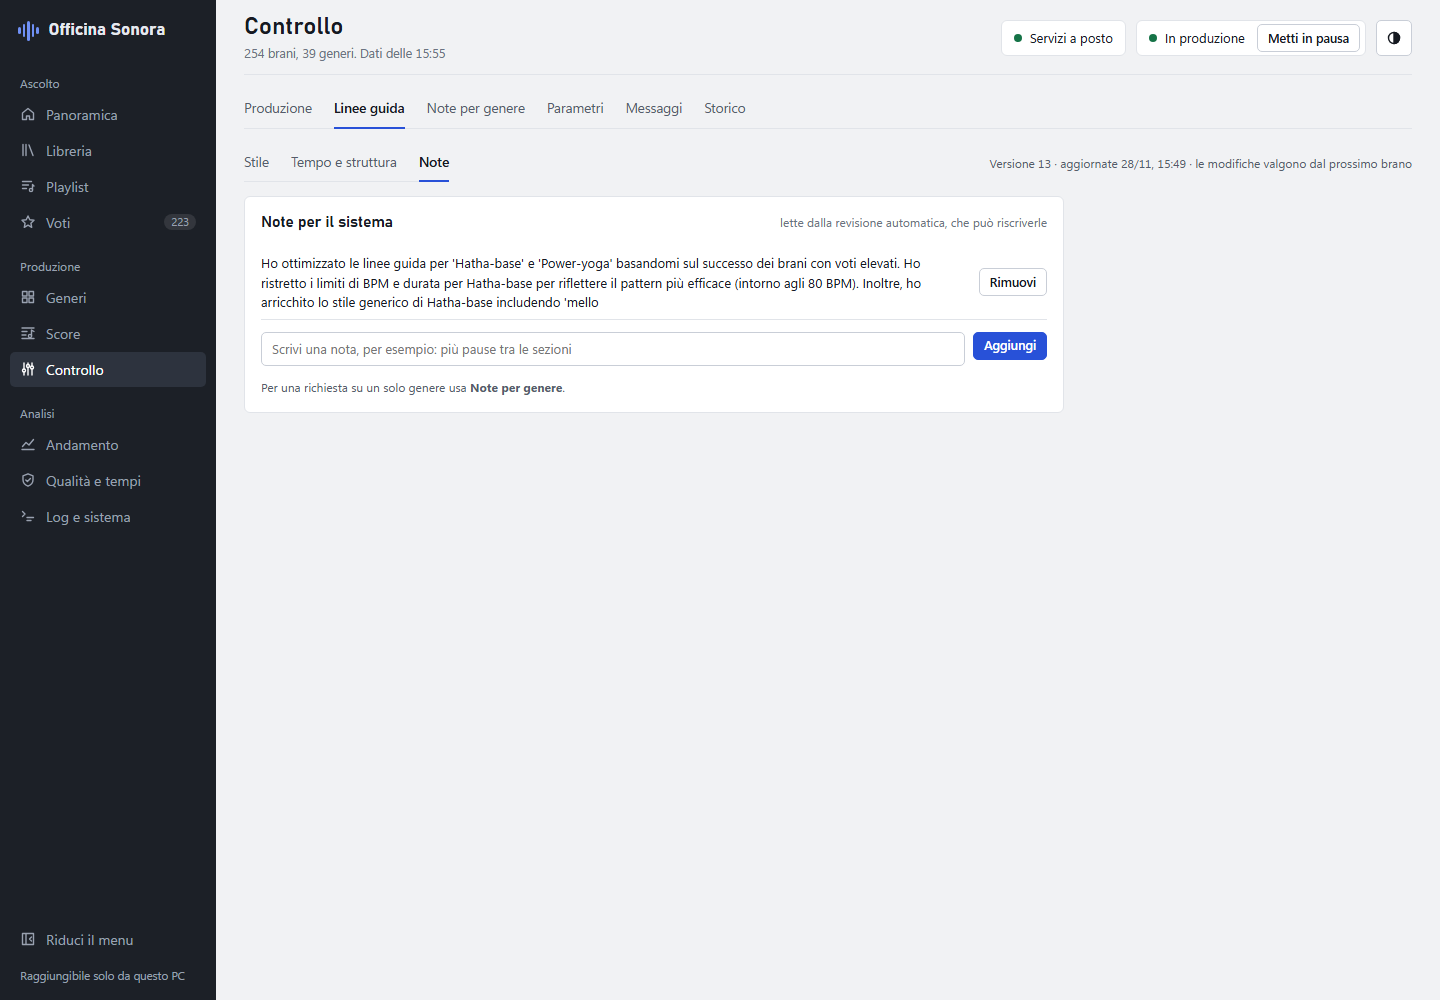 Officina Sonora
Ascolto
Panoramica
Libreria
Playlist
Voti
223
Produzione
Generi
Score
Controllo
Analisi
Andamento
Qualità e tempi
Log e sistema
Riduci il menu
Raggiungibile solo da questo PC
Controllo
254 brani, 39 generi. Dati delle 15:55
Servizi a posto
In produzione
Metti in pausa
Produzione
Linee guida
Note per genere
Parametri
Messaggi
Storico
Stile
Tempo e struttura
Note
Versione 13 · aggiornate 28/11, 15:49 · le modifiche valgono dal prossimo brano
Note per il sistema
lette dalla revisione automatica, che può riscriverle
Ho ottimizzato le linee guida per 'Hatha-base' e 'Power-yoga' basandomi sul successo dei brani con voti elevati. Ho
ristretto i limiti di BPM e durata per Hatha-base per riflettere il pattern più efficace (intorno agli 80 BPM). Inoltre, ho
arricchito lo stile generico di Hatha-base includendo 'mello
Rimuovi
Scrivi una nota, per esempio: più pause tra le sezioni
Aggiungi
Per una richiesta su un solo genere usa Note per genere.